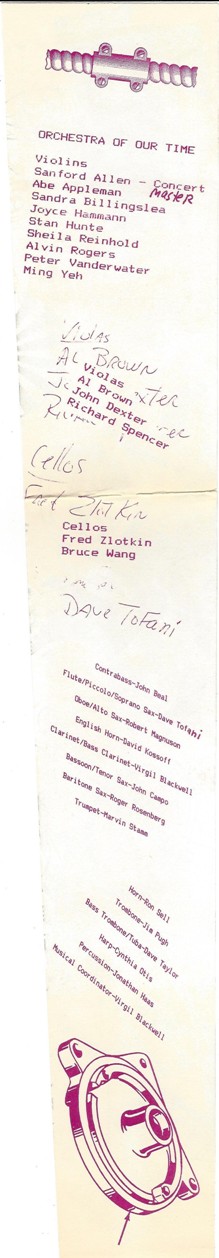 ORCHESTRA OF OUR TIME
Violins
Sanford Allen - Concert
Master
Abe Appleman
Sandra Billingslea
Joyce Hammann
Stan Hunte
Sheila Reinhold
Alvin Rogers
Peter Vanderwater
Ming Yeh
Violas
AL BROWN
Violas
Al Brown
John Dexter
Richard Spencer
Cellos
Fred Zlotkin
Cellos
Fred Zlotkin
Bruce Wang
DAVE TOFANI
Contrabass-John Beal
Flute/Piccolo/Soprano Sax-Dave Tofani
Oboe/Alto Sax-Robert Magnuson
English Horn-David Kossoff
Clarinet/Bass Clarinet-Virgil Blackwell
Bassoon/Tenor Sax-John Campo
Baritone Sax-Roger Rosenberg
Trumpet-Marvin Stamm
Horn-Ron Sell
Trombone-Jim Pugh
Bass Trombone/Tuba-Dave Taylor
Harp-Cynthia Otis
Percussion-Jonathan Haas
Musical Coordinator-Virgil Blackwell